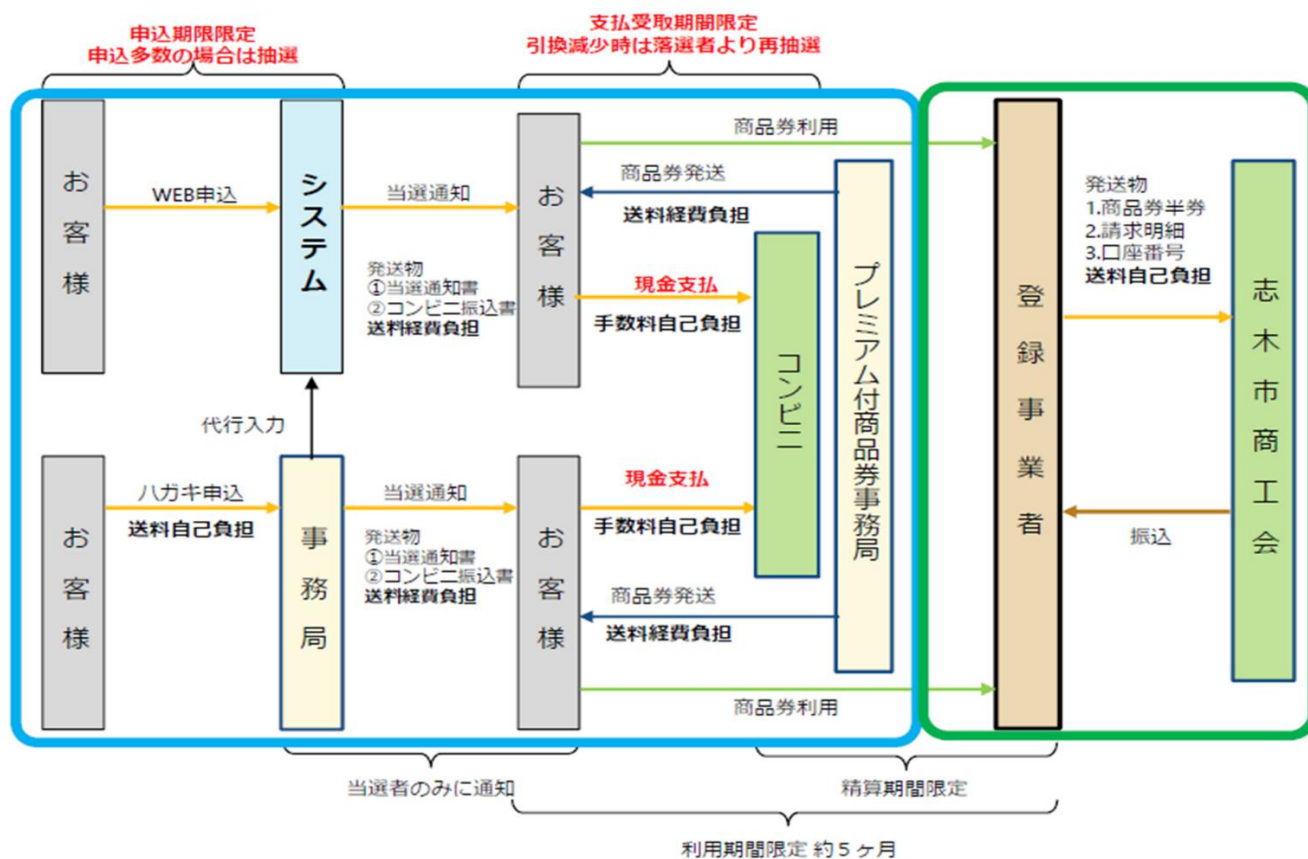 申込期限限定
申込多数の場合は抽選
支払受取期間限定
引換減少時は落選者より再抽選
お客様
WEB申込
システム
当選通知
発送物
①当選通知書
②コンビニ振込書
送料経費負担
お客様
商品券利用
商品券発送
送料経費負担
現金支払
手数料自己負担
コンビニ
プレミアム付商品券事務局
登録事業者
発送物
1.商品券半券
2.請求明細
3.口座番号
送料自己負担
志木市商工会
振込
代行入力
お客様
ハガキ申込
送料自己負担
事務局
当選通知
発送物
①当選通知書
②コンビニ振込書
送料経費負担
お客様
現金支払
手数料自己負担
商品券発送
送料経費負担
商品券利用
当選者のみに通知
精算期間限定
利用期間限定 約5ヶ月